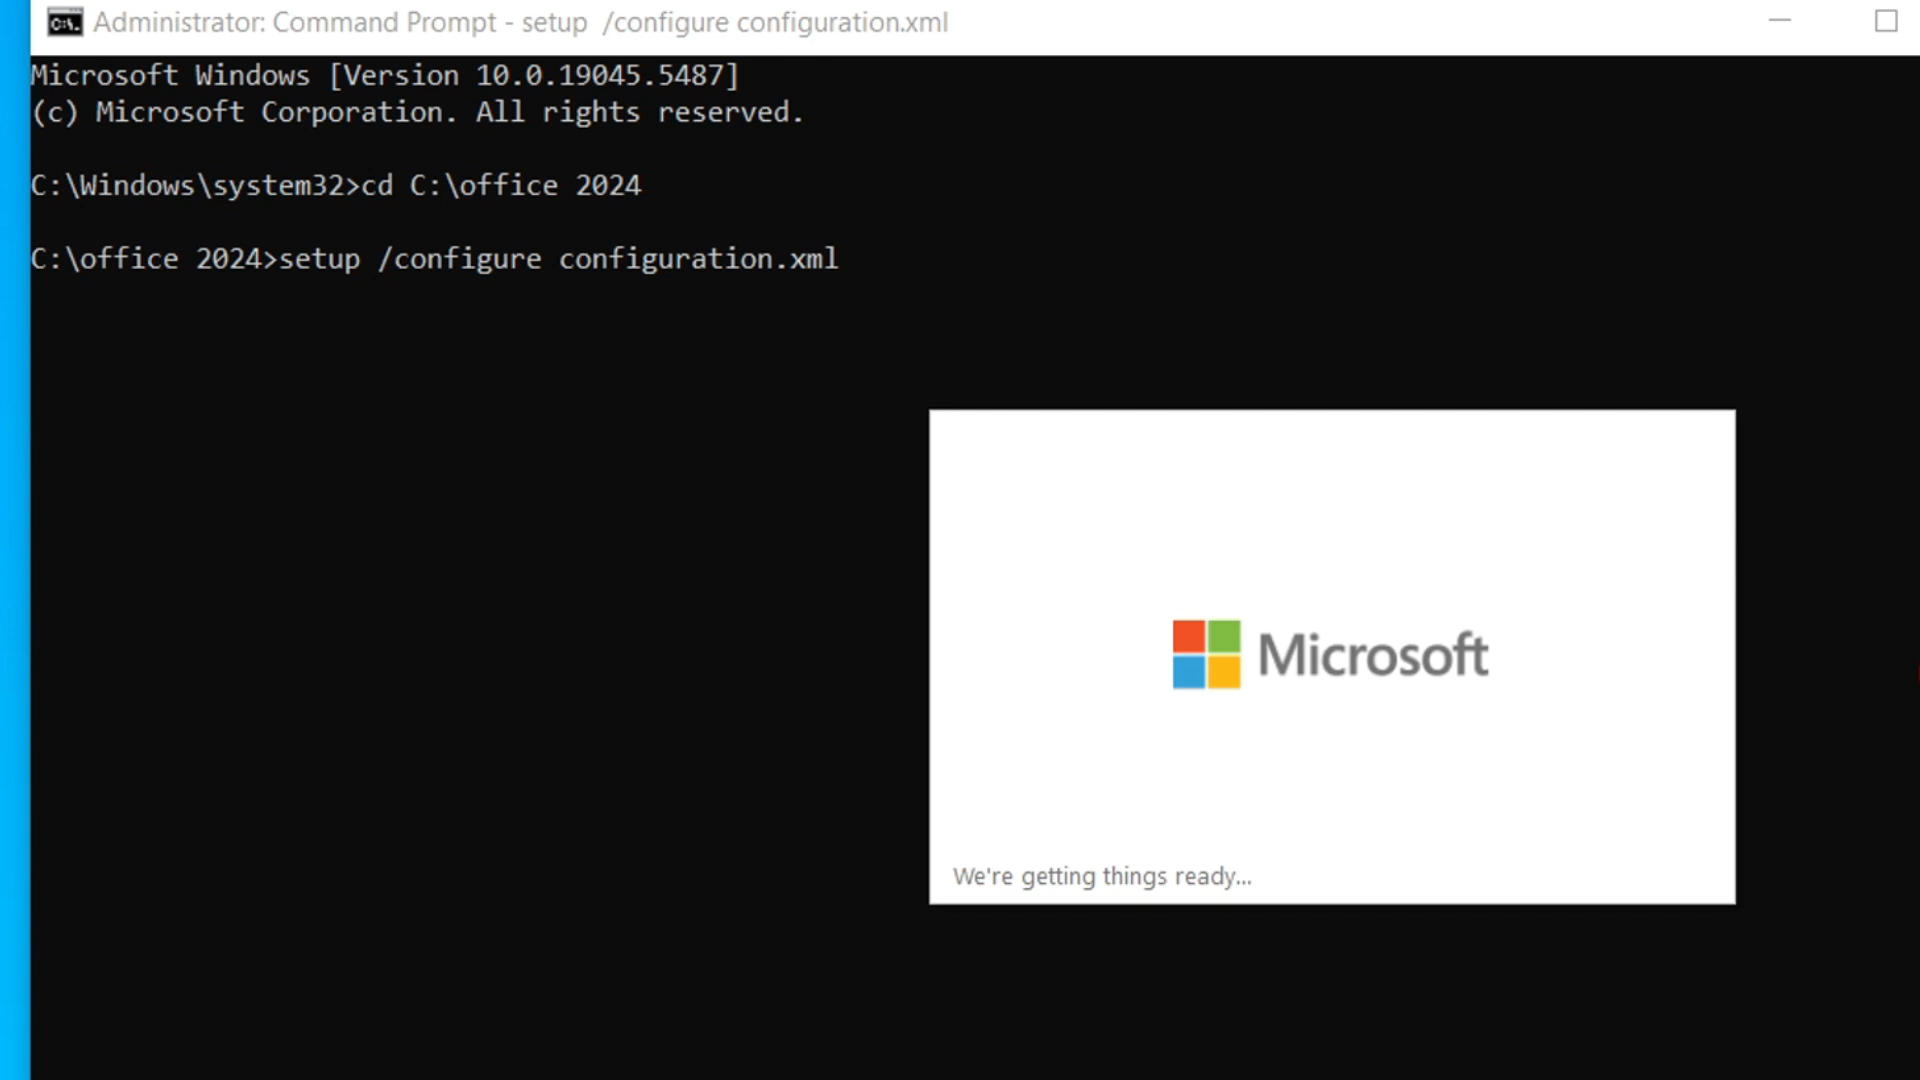 Administrator: Command Prompt - setup  /configure configuration.xml
Microsoft Windows [Version 10.0.19045.5487]
(c) Microsoft Corporation. All rights reserved.
C:\Windows\system32>cd C:\office 2024
C:\office 2024>setup /configure configuration.xml
Microsoft
We're getting things ready...